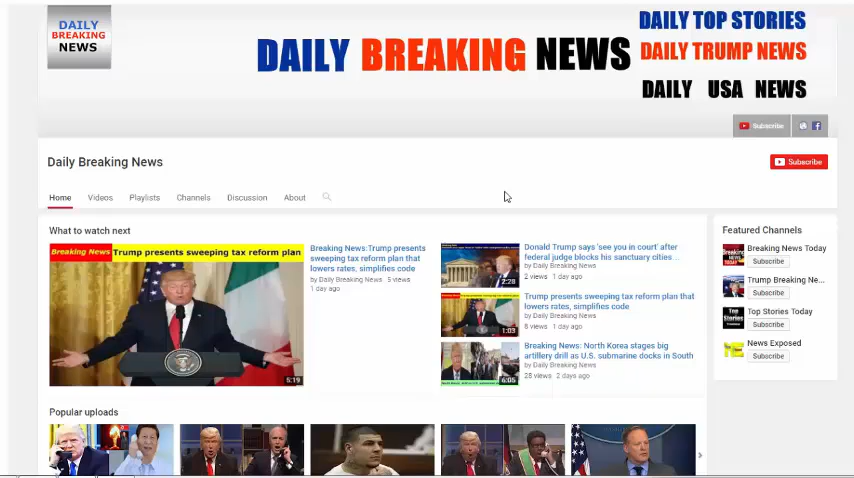 DAILY
BREAKING
NEWS
DAILY BREAKING NEWS
DAILY TOP STORIES
DAILY TRUMP NEWS
DAILY USA NEWS
Subscribe
Daily Breaking News
Subscribe
Home Videos Playlists Channels Discussion About
What to watch next
Breaking News Trump presents sweeping tax reform plan
5:19
Breaking News:Trump presents
sweeping tax reform plan that
lowers rates, simplifies code
by Daily Breaking News 5 views
1 day ago
2:28
Donald Trump says 'see you in court' after
federal judge blocks his sanctuary cities...
by Daily Breaking News
2 views 1 day ago
1:03
Trump presents sweeping tax reform plan that
lowers rates, simplifies code
by Daily Breaking News
6 views 1 day ago
6:05
Breaking News: North Korea stages big
artillery drill as U.S. submarine docks in South
by Daily Breaking News
28 views 2 days ago
Featured Channels
Breaking News Today
Subscribe
Trump Breaking Ne...
Subscribe
Top Stories Today
Subscribe
News Exposed
Subscribe
Popular uploads